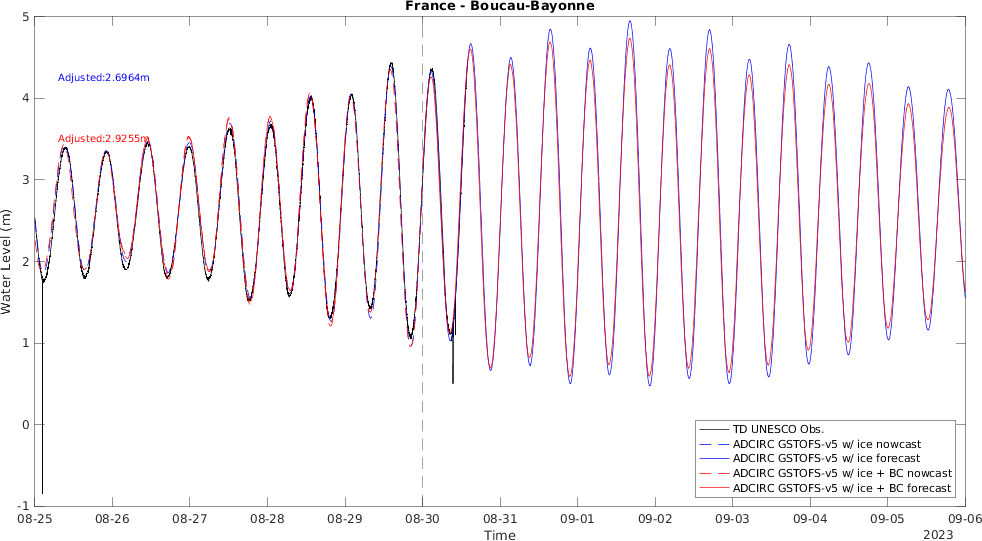 France - Boucau-Bayonne
5
4
3
2
1
0
-1
Water Level (m)
Adjusted:2.6964m
Adjusted:2.9255m
TD UNESCO Obs.
ADCIRC GSTOFS-v5 w/ ice nowcast
ADCIRC GSTOFS-v5 w/ ice forecast
ADCIRC GSTOFS-v5 w/ ice + BC nowcast
ADCIRC GSTOFS-v5 w/ ice + BC forecast
08-25 08-26 08-27 08-28 08-29 08-30 08-31 09-01 09-02 09-03 09-04 09-05 09-06
Time
2023